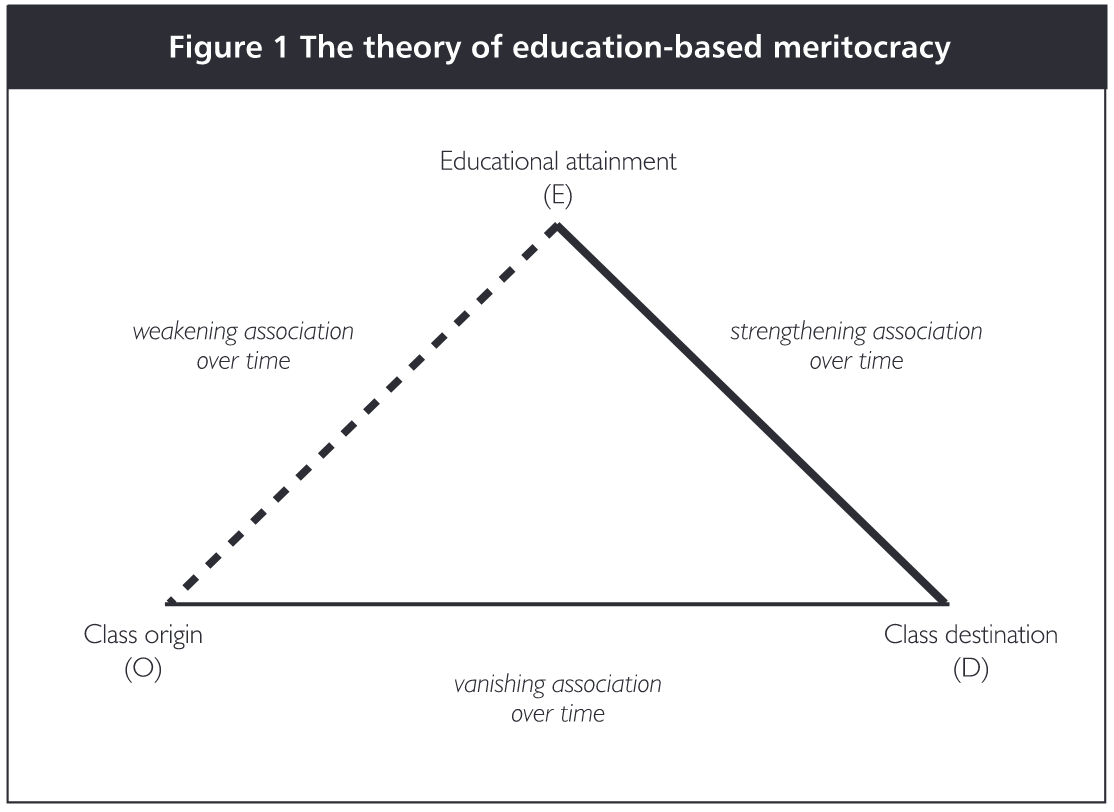 Figure 1 The theory of education-based meritocracy
Educational attainment
(E)
weakening association
over time
strengthening association
over time
Class origin
(O)
Class destination
(D)
vanishing association
over time